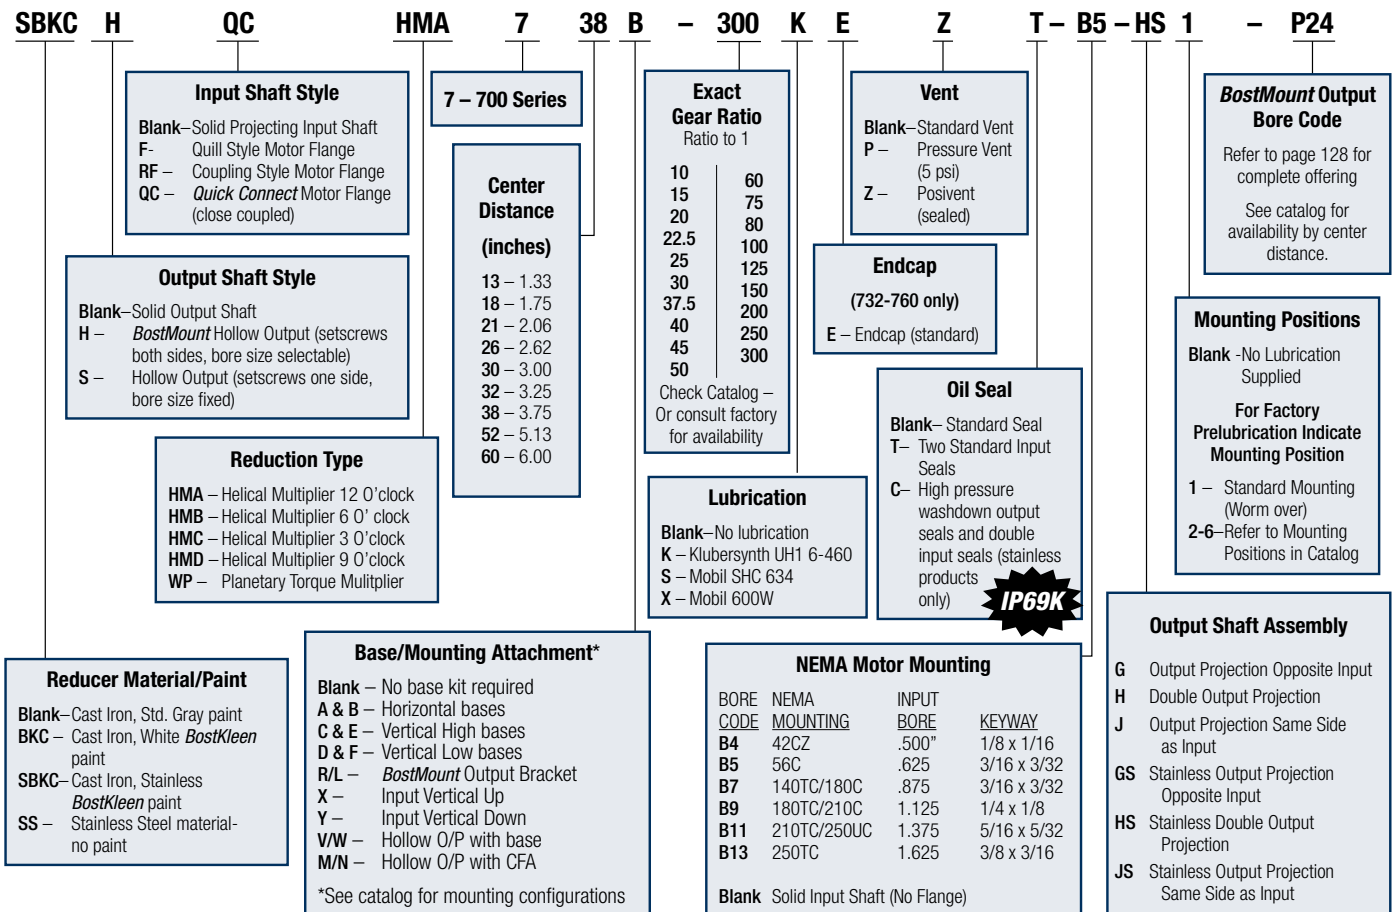 SBKC H QC HMA 7 38 B – 300 K E Z T – B5 – HS 1 – P24
Input Shaft Style
Blank–Solid Projecting Input Shaft
F- Quill Style Motor Flange
RF – Coupling Style Motor Flange
QC – Quick Connect Motor Flange
(close coupled)
7 – 700 Series
Exact
Gear Ratio
Ratio to 1
10
15
20
22.5
25
30
37.5
40
45
50
60
75
80
100
125
150
200
250
300
Check Catalog –
Or consult factory
for availability
Vent
Blank–Standard Vent
P – Pressure Vent
(5 psi)
Z – Posivent
(sealed)
BostMount Output
Bore Code
Refer to page 128 for
complete offering
See catalog for
availability by center
distance.
Center
Distance
(inches)
13 – 1.33
18 – 1.75
21 – 2.06
26 – 2.62
30 – 3.00
32 – 3.25
38 – 3.75
52 – 5.13
60 – 6.00
Output Shaft Style
Blank–Solid Output Shaft
H – BostMount Hollow Output (setscrews
both sides, bore size selectable)
S – Hollow Output (setscrews one side,
bore size fixed)
Endcap
(732-760 only)
E – Endcap (standard)
Mounting Positions
Blank -No Lubrication
Supplied
For Factory
Prelubrication Indicate
Mounting Position
1 – Standard Mounting
(Worm over)
2-6–Refer to Mounting
Positions in Catalog
Oil Seal
Blank– Standard Seal
T– Two Standard Input
Seals
C– High pressure
washdown output
seals and double
input seals (stainless
products
only)
IP69K
Reduction Type
HMA – Helical Multiplier 12 O'clock
HMB – Helical Multiplier 6 O' clock
HMC – Helical Multiplier 3 O'clock
HMD – Helical Multiplier 9 O'clock
WP – Planetary Torque Mulitplier
Lubrication
Blank–No lubrication
K – Klubersynth UH1 6-460
S – Mobil SHC 634
X – Mobil 600W
Reducer Material/Paint
Blank–Cast Iron, Std. Gray paint
BKC – Cast Iron, White BostKleen
paint
SBKC–Cast Iron, Stainless
BostKleen paint
SS – Stainless Steel material-
no paint
Base/Mounting Attachment*
Blank – No base kit required
A & B – Horizontal bases
C & E – Vertical High bases
D & F – Vertical Low bases
R/L – BostMount Output Bracket
X – Input Vertical Up
Y – Input Vertical Down
V/W – Hollow O/P with base
M/N – Hollow O/P with CFA
*See catalog for mounting configurations
NEMA Motor Mounting
BORE NEMA INPUT
CODE MOUNTING BORE KEYWAY
B4 42CZ .500" 1/8 x 1/16
B5 56C .625 3/16 x 3/32
B7 140TC/180C .875 3/16 x 3/32
B9 180TC/210C 1.125 1/4 x 1/8
B11 210TC/250UC 1.375 5/16 x 5/32
B13 250TC 1.625 3/8 x 3/16
Blank Solid Input Shaft (No Flange)
Output Shaft Assembly
G Output Projection Opposite Input
H Double Output Projection
J Output Projection Same Side
as Input
GS Stainless Output Projection
Opposite Input
HS Stainless Double Output
Projection
JS Stainless Output Projection
Same Side as Input